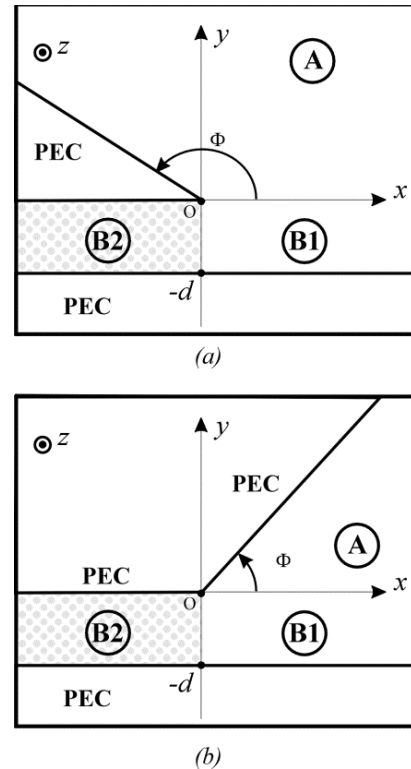 y
z
A
Φ
PEC
x
O
B2
B1
-d
PEC
(a)
y
z
PEC
A
Φ
PEC
x
O
B2
B1
-d
PEC
(b)